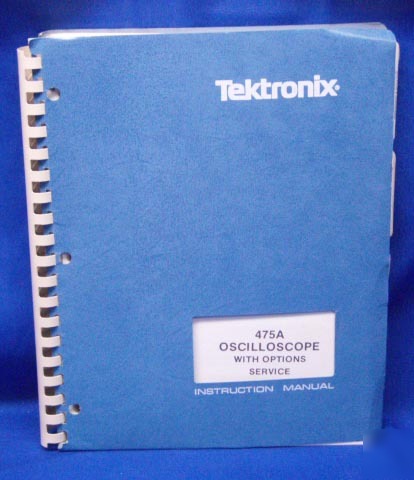 Tektronix
475A
OSCILLOSCOPE
WITH OPTIONS
SERVICE
INSTRUCTION MANUAL